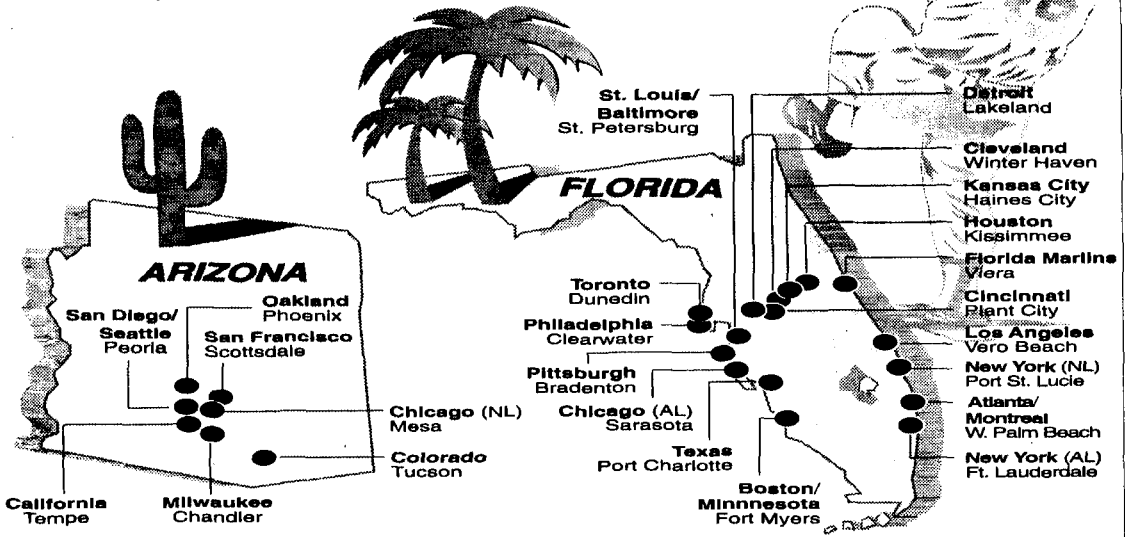 ARIZONA
Oakland
Phoenix
San Diego/
Seattle
Peoria
San Francisco
Scottsdale
Chicago (NL)
Mesa
Colorado
Tucson
California
Tempe
Milwaukee
Chandler
FLORIDA
St. Louis/
Baltimore
St. Petersburg
Toronto
Dunedin
Philadelphia
Clearwater
Pittsburgh
Bradenton
Chicago (AL)
Sarasota
Texas
Port Charlotte
Boston/
Minnnesota
Fort Myers
Detroit
Lakeland
Cleveland
Winter Haven
Kansas City
Haines City
Houston
Kissimmee
Florida Marlins
Viera
Cincinnati
Plant City
Los Angeles
Vero Beach
New York (NL)
Port St. Lucie
Atlanta/
Montreal
W. Palm Beach
New York (AL)
Ft. Lauderdale